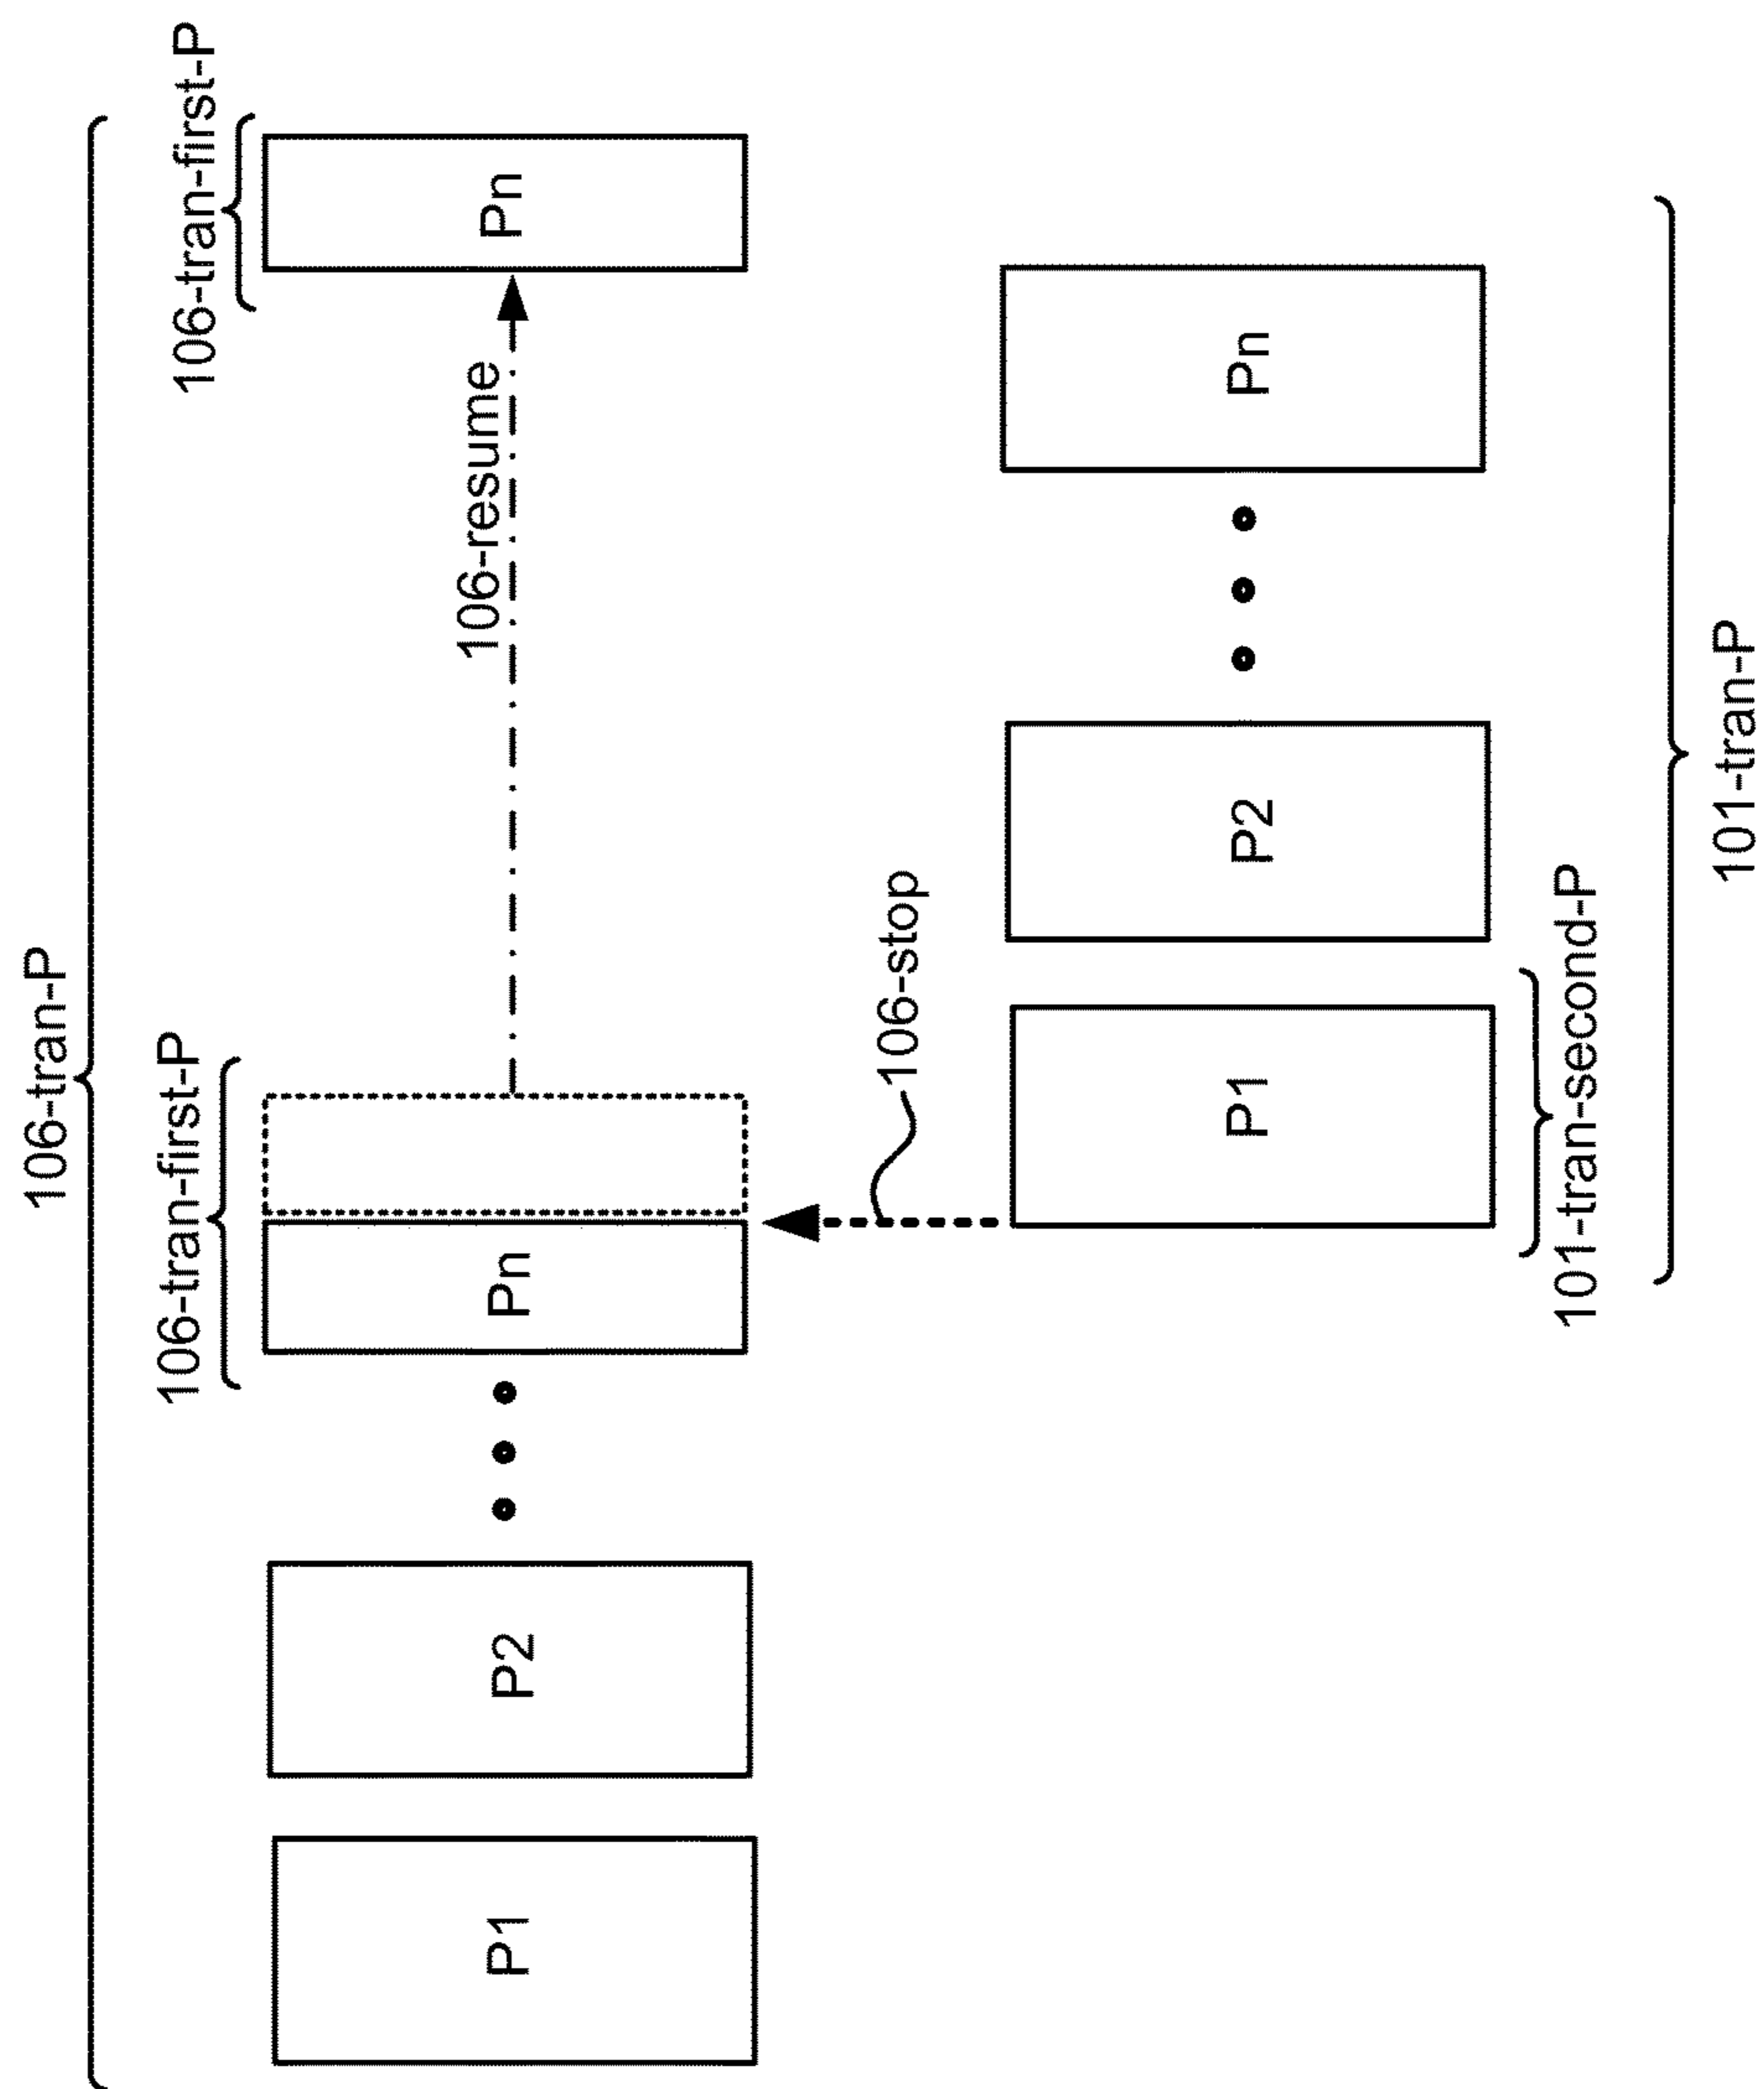 106-tran-P
106-tran-first-P
106-tran-first-P
106-resume
P1
P2
Pn
Pn
106-stop
P1
P2
Pn
101-tran-second-P
101-tran-P